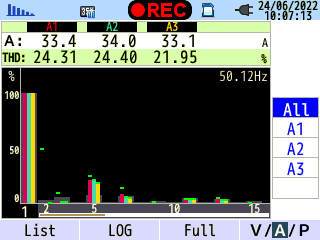 REC 24/06/2022
10:07:13
A1 A2 A3
A: 33.4 34.0 33.1 A
THD: 24.31 24.40 21.95 %
% 50.12Hz
100
50
0
1 2 5 10 15
All
A1
A2
A3
List LOG Full V/A/P